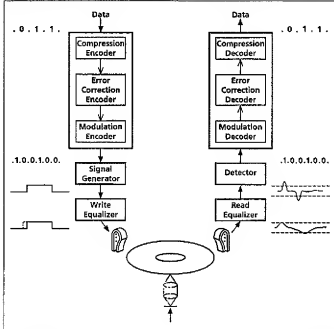 Data
Data
. 0 . 1 . 1 .
. 0 . 1 . 1 .
Compression
Encoder
Compression
Decoder
Error
Correction
Encoder
Error
Correction
Decoder
Modulation
Encoder
Modulation
Decoder
.1.0.0.1.0.0.
.1.0.0.1.0.0.
Signal
Generator
Detector
Write
Equalizer
Read
Equalizer